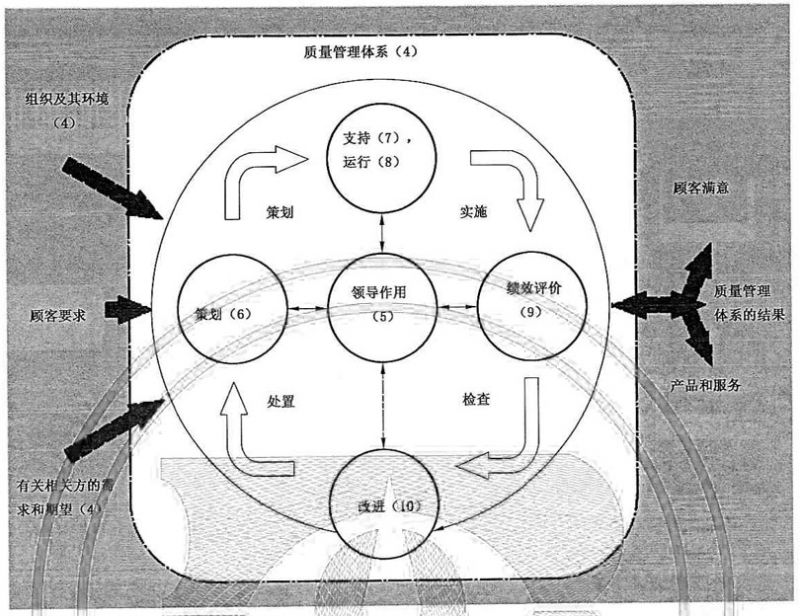 质量管理体系（4）
组织及其环境
（4）
支持（7），
运行（8）
策划
实施
顾客满意
顾客要求
策划（6）
领导作用
（5）
绩效评价
（9）
质量管理
体系的结果
处置
检查
产品和服务
有关相关方的需
求和期望（4）
改进（10）